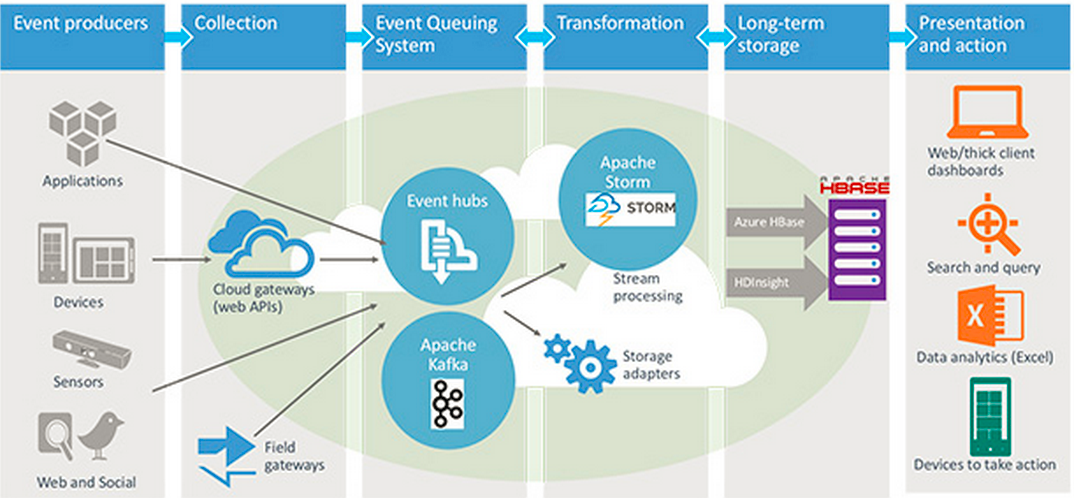 Event producers
Collection
Event Queuing
System
Transformation
Long-term
storage
Presentation
and action
Applications
Devices
Sensors
Web and Social
Cloud gateways
(web APIs)
Field
gateways
Event hubs
Apache
Kafka
Apache
Storm
STORM
Stream
processing
Storage
adapters
Azure HBase
HDInsight
APACHE
HBASE
Web/thick client
dashboards
Search and query
X
Data analytics (Excel)
Devices to take action